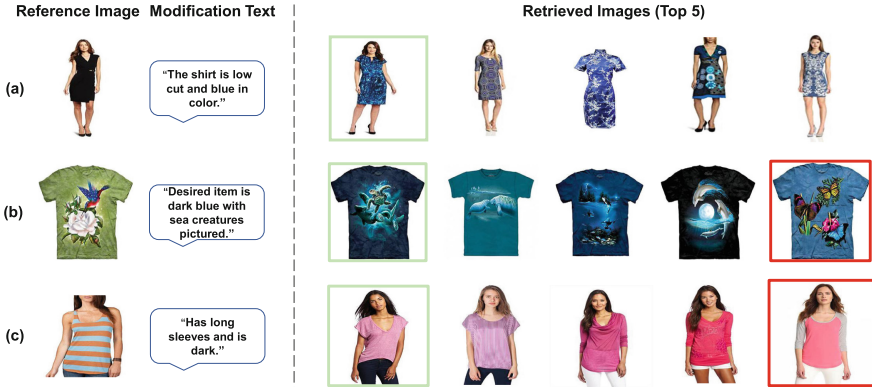 Reference Image Modification Text Retrieved Images (Top 5)
(a)
“The shirt is low
cut and blue in
color.”
(b)
“Desired item is
dark blue with
sea creatures
pictured.”
(c)
“Has long
sleeves and is
dark.”